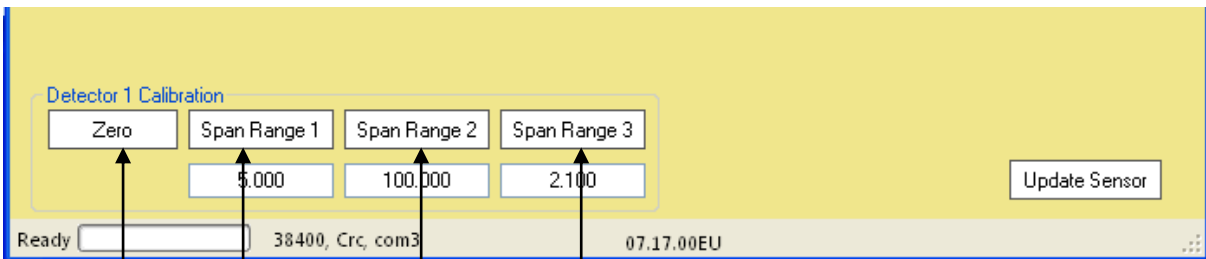 Detector 1 Calibration
Zero Span Range 1 Span Range 2 Span Range 3
5.000 100.000 2.100 Update Sensor
Ready 38400, Crc, com3 07.17.00EU